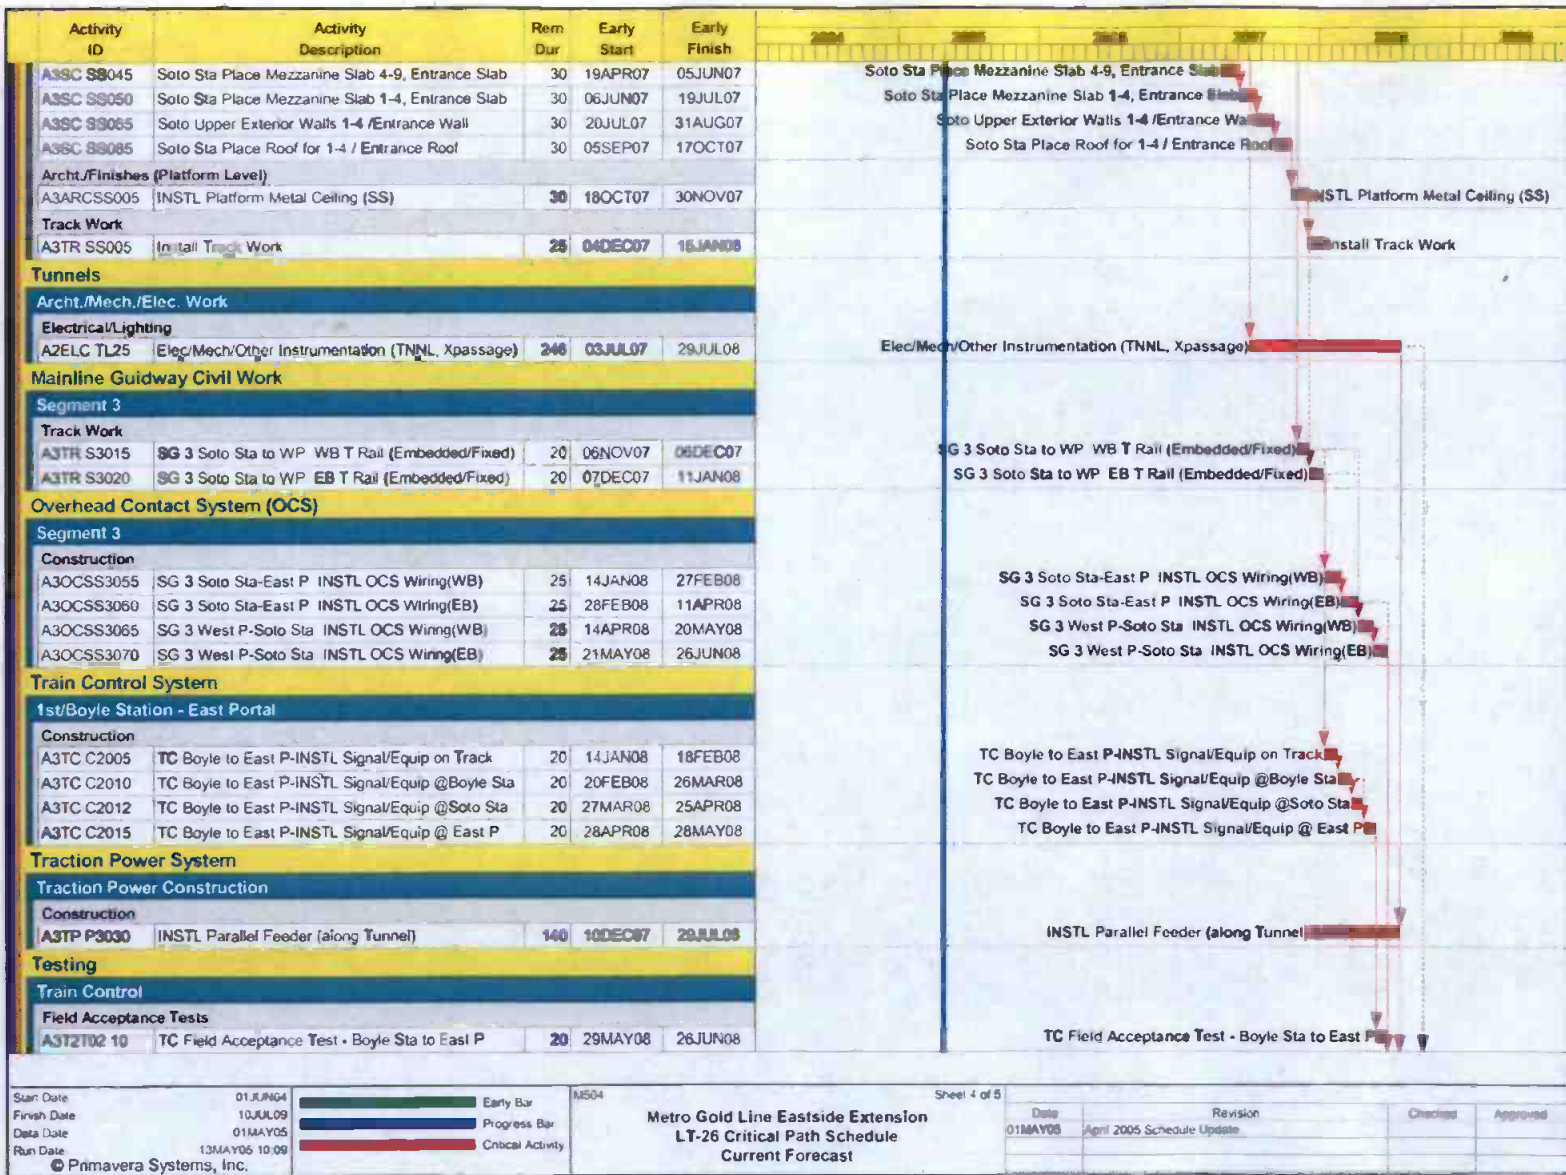 Activity ID Activity Description Rem Dur Early Start Early Finish 2004 2005 2006 2007 2008 2009
A3SC SS045 Soto Sta Place Mezzanine Slab 4-9, Entrance Slab 30 19APR07 05JUN07 Soto Sta Place Mezzanine Slab 4-9, Entrance Slab
A3SC SS050 Soto Sta Place Mezzanine Slab 1-4, Entrance Slab 30 06JUN07 19JUL07 Soto Sta Place Mezzanine Slab 1-4, Entrance Slab
A3SC Soto Upper Exterior Walls 1-4 /Entrance Wall 30 20JUL07 31AUG07 Soto Upper Exterior Walls 1-4 /Entrance Wa
A3SC SS085 Soto Sta Place Roof for 1-4 / Entrance Roof 30 05SEP07 17OCT07 Soto Sta Place Roof for 1-4 / Entrance Roof
Archt./Finishes (Platform Level)
A3ARCSS005 INSTL Platform Metal Ceiling (SS) 30 18OCT07 30NOV07 INSTL Platform Metal Ceiling (SS)
Track Work
A3TR SS005 Install Track Work 25 04DEC07 15JAN08 Install Track Work
Tunnels
Archt./Mech./Elec. Work
Electrical/Lighting
A2ELC TL25 Elec/Mech/Other Instrumentation (TNNL, Xpassage) 246 03JUL07 29JUL08 Elec/Mech/Other Instrumentation (TNNL, Xpassage)
Mainline Guidway Civil Work
Segment 3
Track Work
A3TR S3015 SG 3 Soto Sta to WP WB T Rail (Embedded/Fixed) 20 06NOV07 06DEC07 SG 3 Soto Sta to WP WB T Rail (Embedded/Fixed)
A3TR S3020 SG 3 Soto Sta to WP EB T Rail (Embedded/Fixed) 20 07DEC07 11JAN08 SG 3 Soto Sta to WP EB T Rail (Embedded/Fixed)
Overhead Contact System (OCS)
Segment 3
Construction
A3OCSS3055 SG 3 Soto Sta-East P INSTL OCS Wiring(WB) 25 14JAN08 27FEB08 SG 3 Soto Sta-East P INSTL OCS Wiring(WB)
A3OCSS3060 SG 3 Soto Sta-East P INSTL OCS Wiring(EB) 25 28FEB08 11APR08 SG 3 Soto Sta-East P INSTL OCS Wiring(EB)
A3OCSS3065 SG 3 West P-Soto Sta INSTL OCS Wiring(WB) 25 14APR08 20MAY08 SG 3 West P-Soto Sta INSTL OCS Wiring(WB)
A3OCSS3070 SG 3 West P-Soto Sta INSTL OCS Wiring(EB) 25 21MAY08 26JUN08 SG 3 West P-Soto Sta INSTL OCS Wiring(EB)
Train Control System
1st/Boyle Station - East Portal
Construction
A3TC C2005 TC Boyle to East P-INSTL Signal/Equip on Track 20 14JAN08 18FEB08 TC Boyle to East P-INSTL Signal/Equip on Track
A3TC C2010 TC Boyle to East P-INSTL Signal/Equip @Boyle Sta 20 20FEB08 26MAR08 TC Boyle to East P-INSTL Signal/Equip @Boyle Sta
A3TC C2012 TC Boyle to East P-INSTL Signal/Equip @Soto Sta 20 27MAR08 25APR08 TC Boyle to East P-INSTL Signal/Equip @Soto Sta
A3TC C2015 TC Boyle to East P-INSTL Signal/Equip @ East P 20 28APR08 28MAY08 TC Boyle to East P-INSTL Signal/Equip @ East P
Traction Power System
Traction Power Construction
Construction
A3TP P3030 INSTL Parallel Feeder (along Tunnel) 140 10DEC07 29JUL08 INSTL Parallel Feeder (along Tunnel)
Testing
Train Control
Field Acceptance Tests
A3T2T02 10 TC Field Acceptance Test - Boyle Sta to East P 20 29MAY08 26JUN08 TC Field Acceptance Test - Boyle Sta to East P
Start Date 01JUN04
Finish Date 10JUL09
Data Date 01MAY05
Run Date 13MAY05 10:09
© Primavera Systems, Inc.
Early Bar
Progress Bar
Critical Activity
M504 Sheet 4 of 5
Metro Gold Line Eastside Extension
LT-26 Critical Path Schedule
Current Forecast
Date Revision Checked Approved
01MAY05 April 2005 Schedule Update